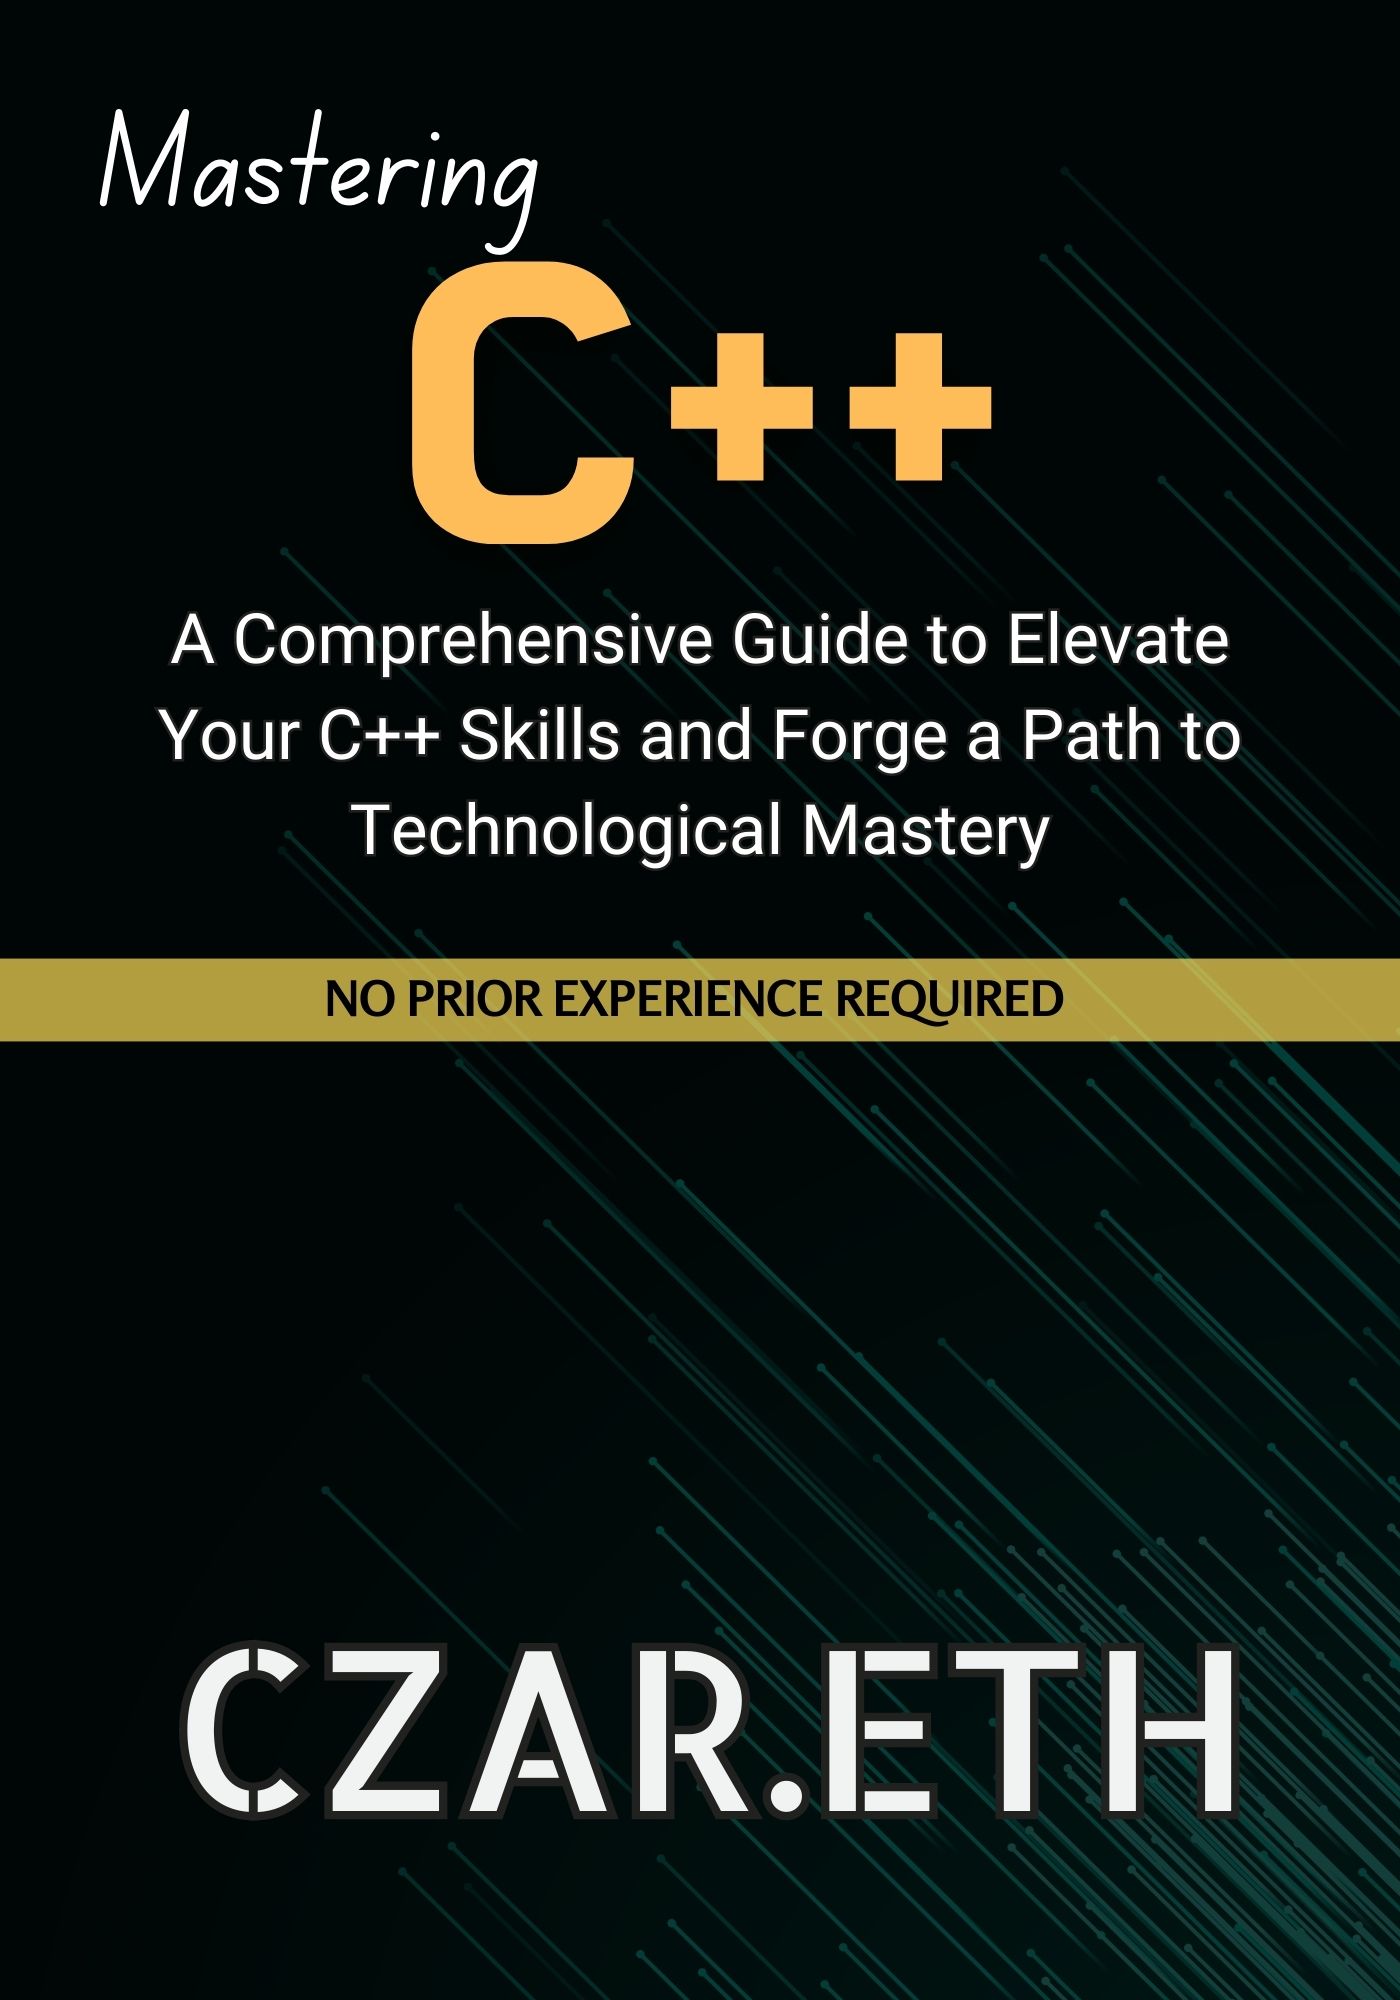 Mastering
C++
A Comprehensive Guide to Elevate
Your C++ Skills and Forge a Path to
Technological Mastery
NO PRIOR EXPERIENCE REQUIRED
CZAR.ETH